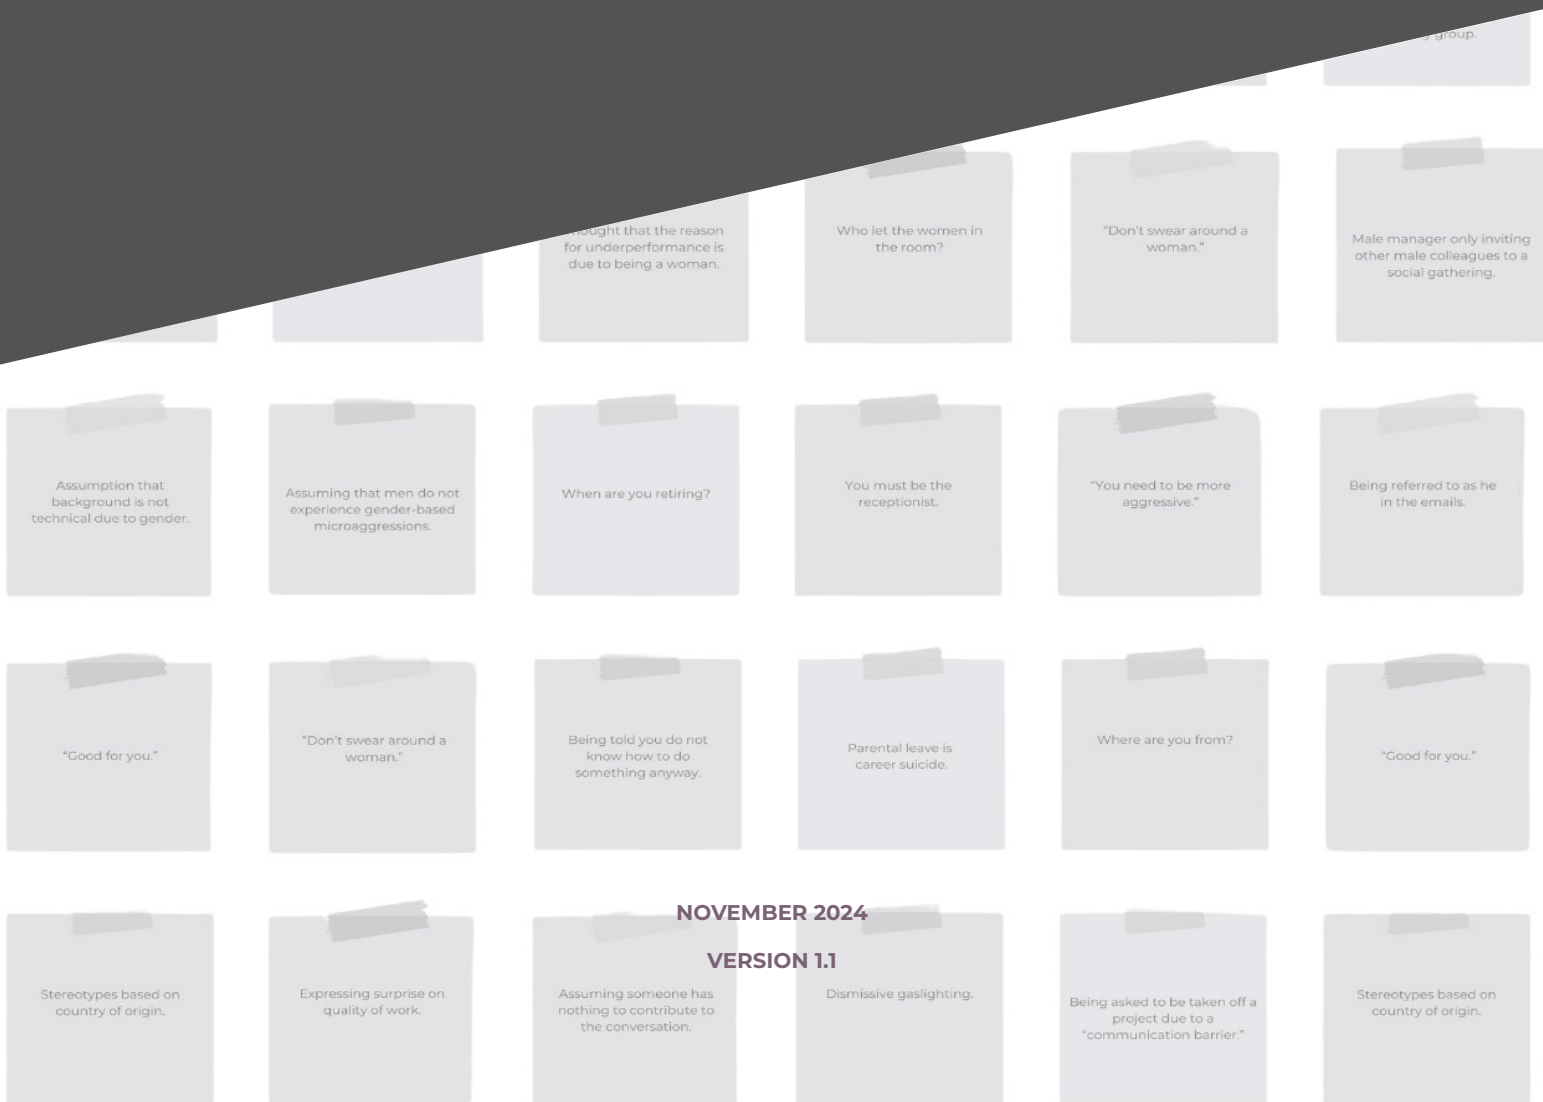 group.
that the reason
for underperformance is
due to being a woman.
Who let the women in
the room?
"Don't swear around a
woman."
Male manager only inviting
other male colleagues to a
social gathering.
Assumption that
background is not
technical due to gender.
Assuming that men do not
experience gender-based
microaggressions.
When are you retiring?
You must be the
receptionist.
"You need to be more
aggressive."
Being referred to as he
in the emails.
"Good for you."
"Don't swear around a
woman."
Being told you do not
know how to do
something anyway.
Parental leave is
career suicide.
Where are you from?
"Good for you."
NOVEMBER 2024
VERSION 1.1
Stereotypes based on
country of origin.
Expressing surprise on
quality of work.
Assuming someone has
nothing to contribute to
the conversation.
Dismissive gaslighting.
Being asked to be taken off a
project due to a
"communication barrier."
Stereotypes based on
country of origin.